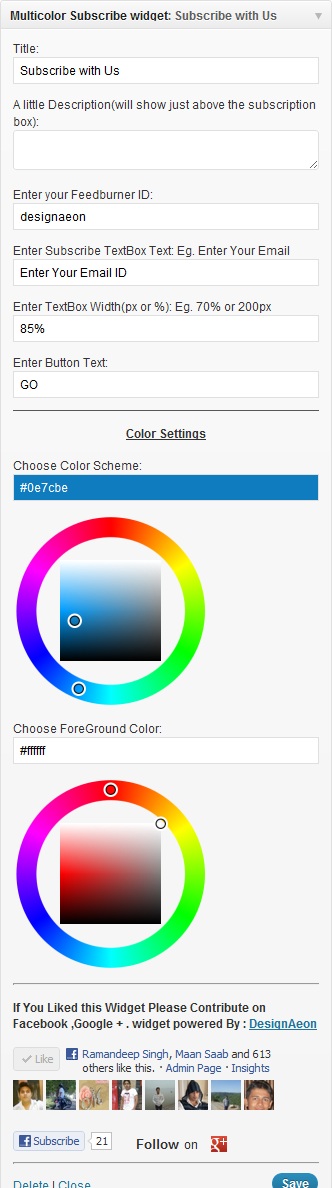 Multicolor Subscribe widget: Subscribe with Us
Title:
Subscribe with Us
A little Description(will show just above the subscription
box):
Enter your Feedburner ID:
designaeon
Enter Subscribe TextBox Text: Eg. Enter Your Email
Enter Your Email ID
Enter TextBox Width(px or %): Eg. 70% or 200px
85%
Enter Button Text:
GO
Color Settings
Choose Color Scheme:
#0e7cbe
Choose ForeGround Color:
#ffffff
If You Liked this Widget Please Contribute on
Facebook ,Google + . widget powered By : DesignAeon
Like
Ramandeep Singh, Maan Saab and 613
others like this. · Admin Page · Insights
Subscribe 21
Follow on g+
Delete | Close
Save